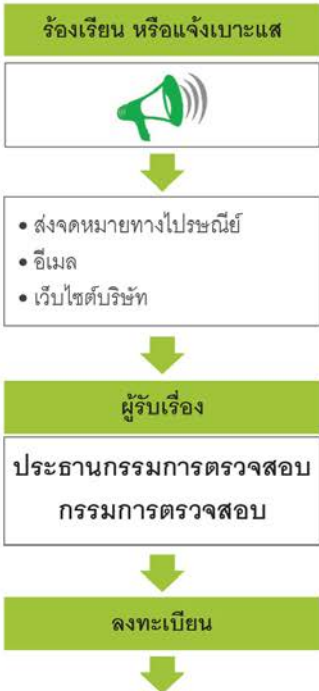 ร้องเรียน หรือแจ้งเบาะแส
• ส่งจดหมายทางไปรษณีย์
• อีเมล
• เว็บไซต์บริษัท
ผู้รับเรื่อง
ประธานกรรมการตรวจสอบ
กรรมการตรวจสอบ
ลงทะเบียน